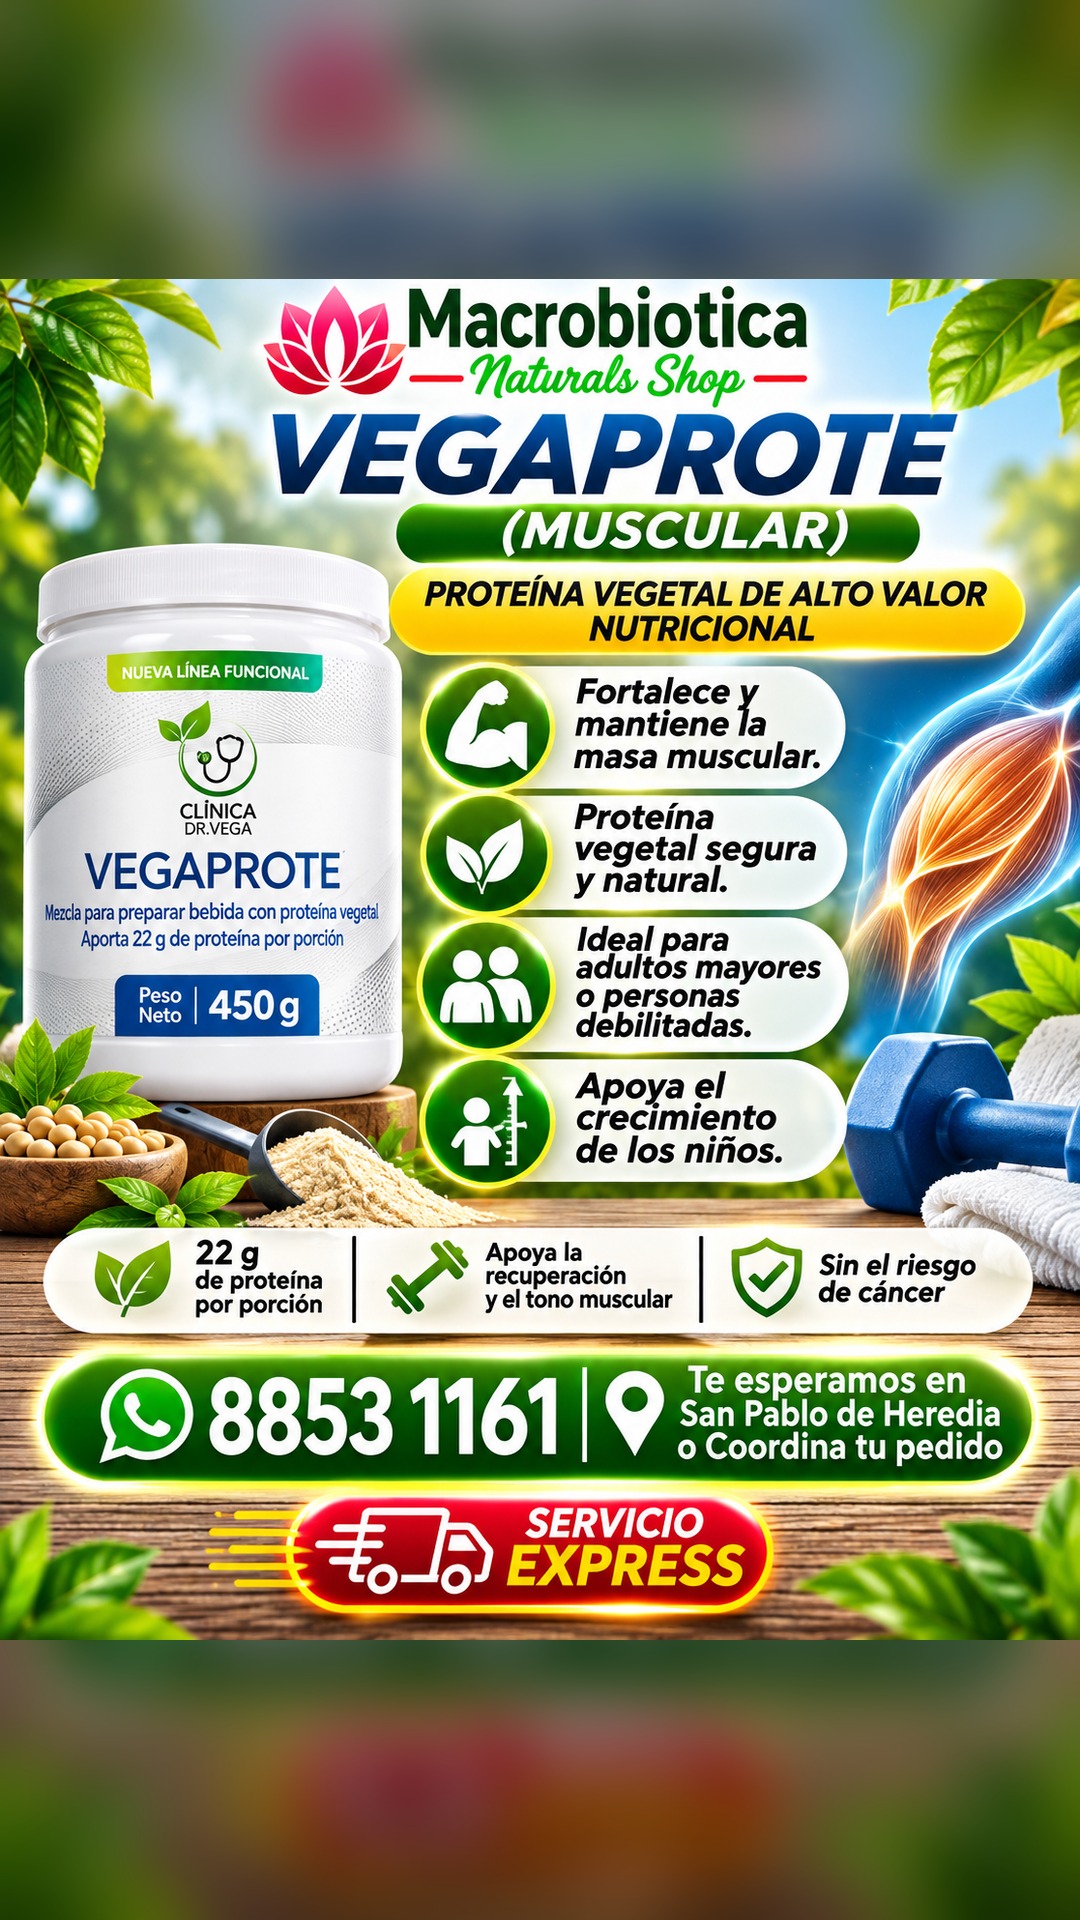 Macrobiotica
Naturals Shop
VEGAPROTE
(MUSCULAR)
PROTEÍNA VEGETAL DE ALTO VALOR
NUTRICIONAL
NUEVA LÍNEA FUNCIONAL
CLÍNICA
DR.VEGA
VEGAPROTE
Mezcla para preparar bebida con proteína vegetal
Aporta 22 g de proteína por porción
Peso
Neto
450 g
Fortalece y
mantiene la
masa muscular.
Proteína
vegetal segura
y natural.
Ideal para
adultos mayores
o personas
debilitadas.
Apoya el
crecimiento
de los niños.
22 g
de proteína
por porción
Apoya la
recuperación
y el tono muscular
Sin el riesgo
de cáncer
8853 1161
Te esperamos en
San Pablo de Heredia
o Coordina tu pedido
SERVICIO
EXPRESS